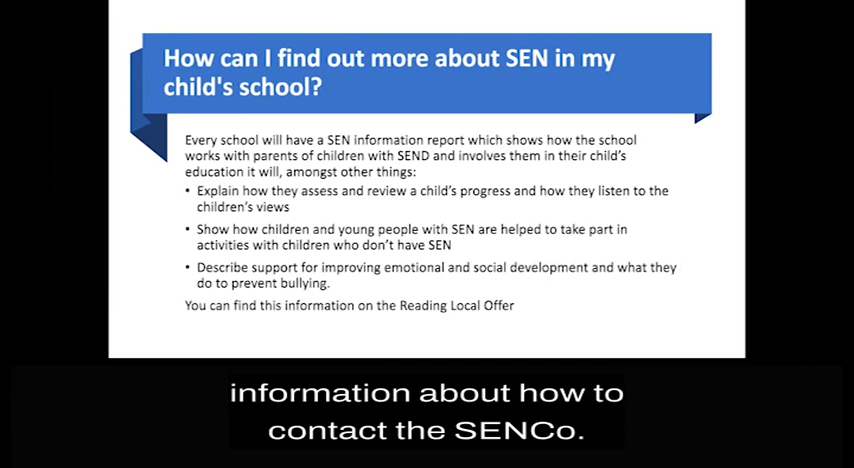 How can I find out more about SEN in my
child's school?
Every school will have a SEN information report which shows how the school
works with parents of children with SEND and involves them in their child's
education it will, amongst other things:
• Explain how they assess and review a child's progress and how they listen to the
children's views
• Show how children and young people with SEN are helped to take part in
activities with children who don't have SEN
• Describe support for improving emotional and social development and what they
do to prevent bullying.
You can find this information on the Reading Local Offer
information about how to
contact the SENCo.